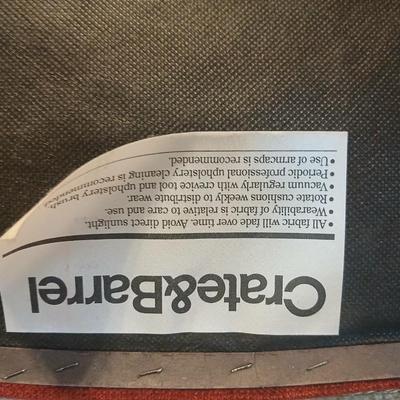 Crate&Barrel
• All fabric will fade over time. Avoid direct sunlight.
• Wearability of fabric is relative to care and use.
• Rotate cushions weekly to distribute wear.
• Vacuum regularly with crevice tool and upholstery brush.
• Periodic professional upholstery cleaning is recommended.
• Use of armcaps is recommended.